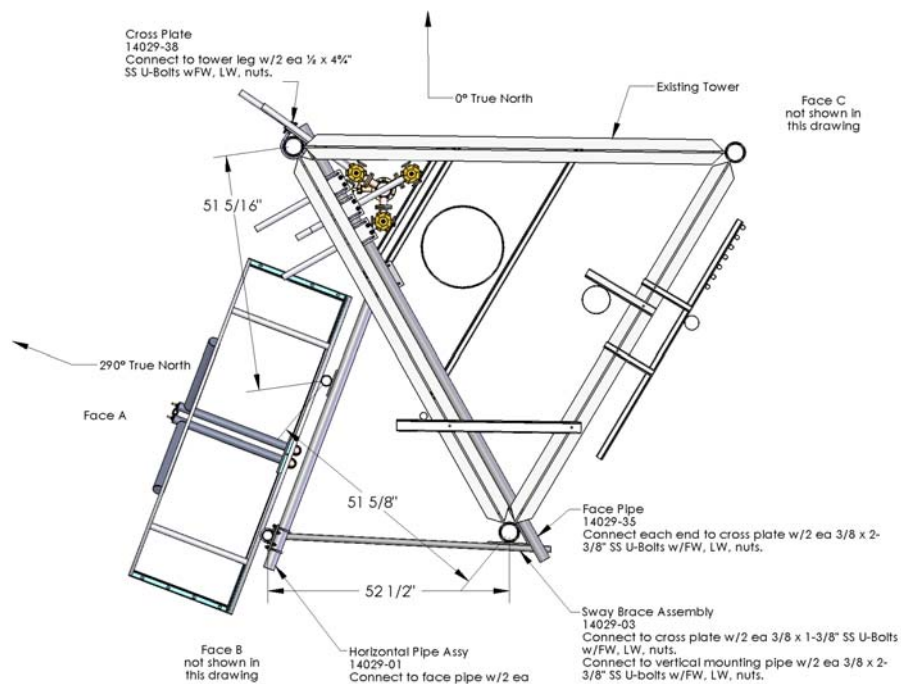 Cross Plate
14029-38
Connect to tower leg w/2 ea ½ x 4¾"
SS U-Bolts wFW, LW, nuts.
0° True North
Existing Tower
Face C
not shown in
this drawing
51 5/16"
290° True North
Face A
51 5/8"
Face Pipe
14029-35
Connect each end to cross plate w/2 ea 3/8 x 2-
3/8" SS U-Bolts w/FW, LW, nuts.
52 1/2"
Sway Brace Assembly
14029-03
Connect to cross plate w/2 ea 3/8 x 1-3/8" SS U-Bolts
w/FW, LW, nuts.
Connect to vertical mounting pipe w/2 ea 3/8 x 2-
3/8" SS U-bolts w/FW, LW, nuts.
Face B
not shown in
this drawing
Horizontal Pipe Assy
14029-01
Connect to face pipe w/2 ea